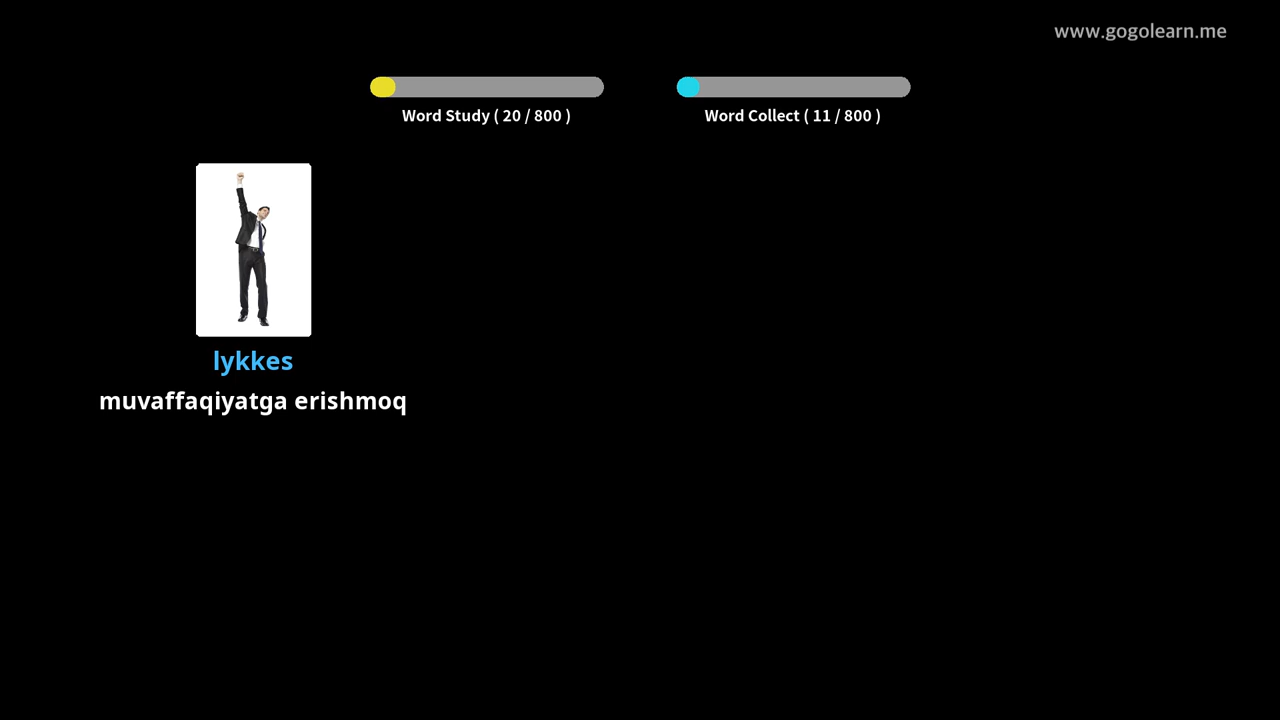 www.gogolearn.me
Word Study ( 20 / 800 )
Word Collect ( 11 / 800 )
lykkes
muvaffaqiyatga erishmoq